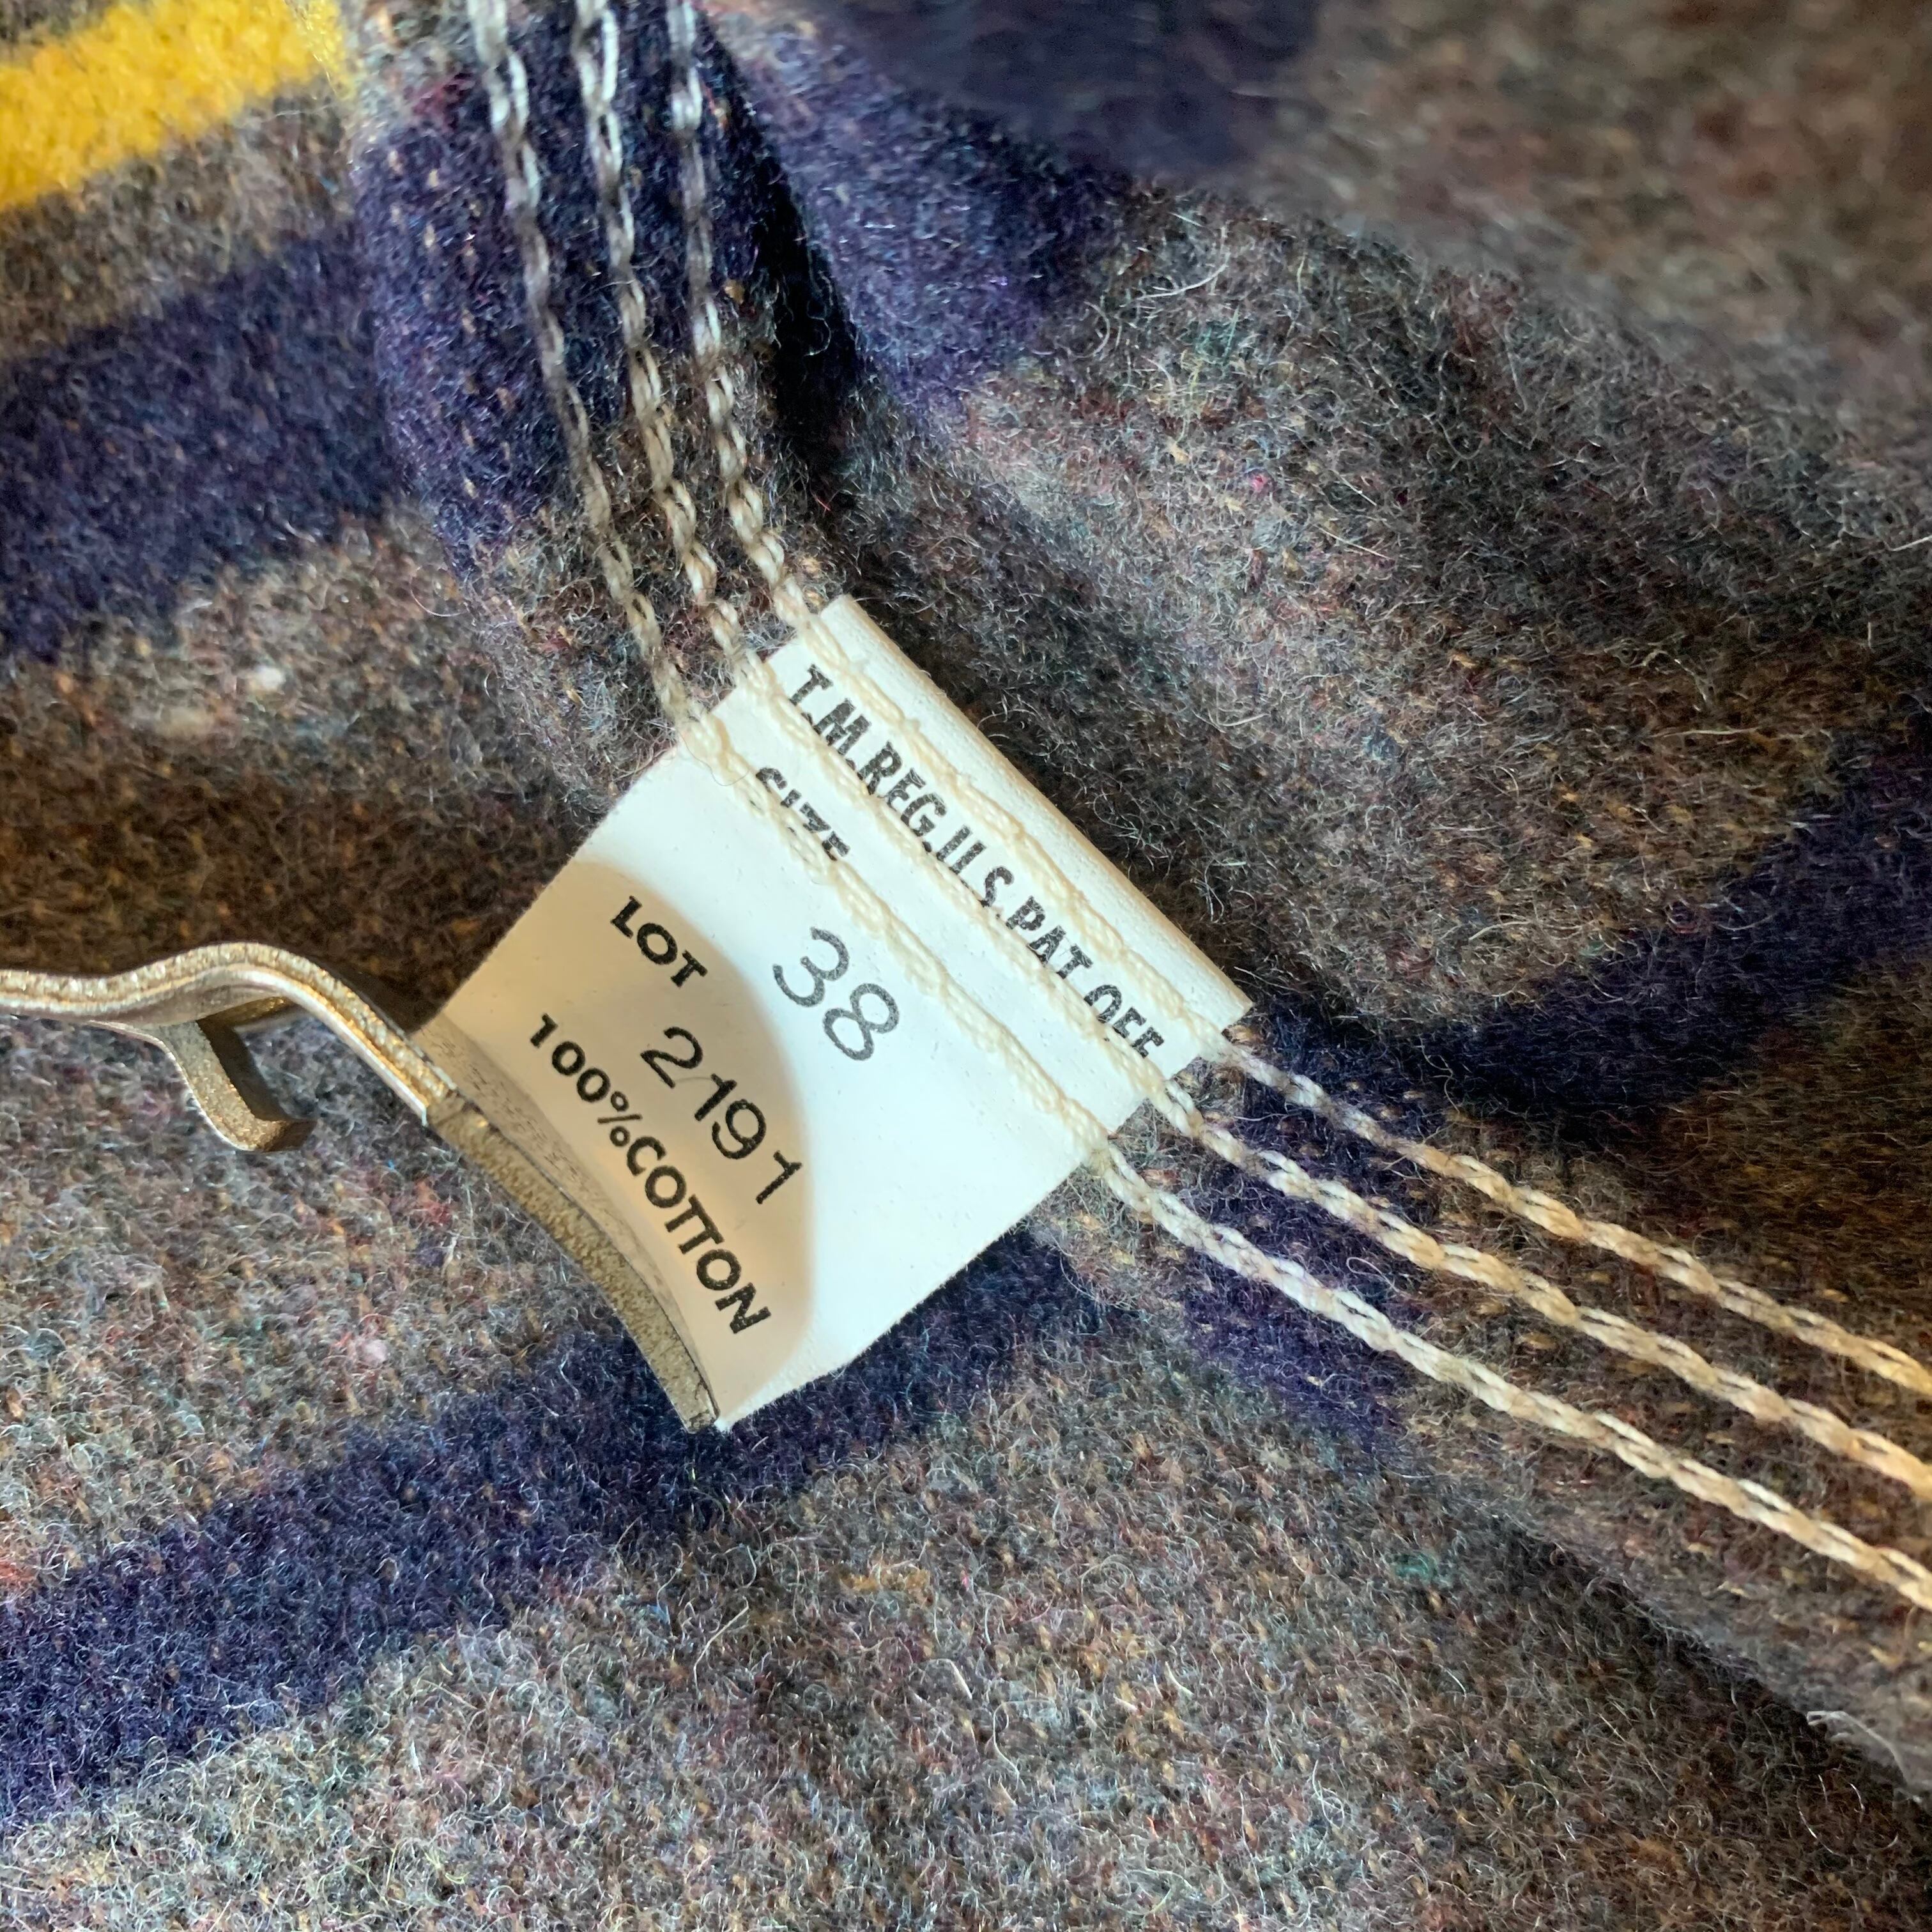 T.M.REG.U.S.PAT.OFF
SIZE 38
LOT 2191
100%COTTON